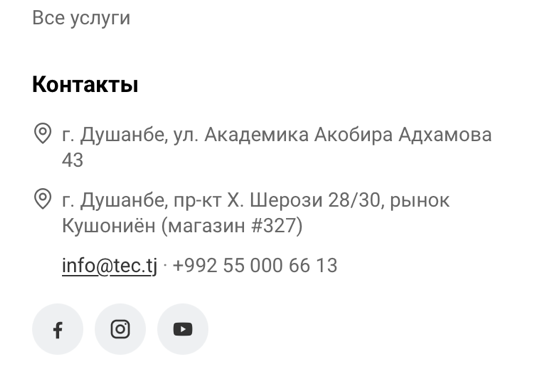 Все услуги
Контакты
г. Душанбе, ул. Академика Акобира Адхамова
43
г. Душанбе, пр-кт Х. Шерози 28/30, рынок
Кушониён (магазин #327)
info@tec.tj · +992 55 000 66 13